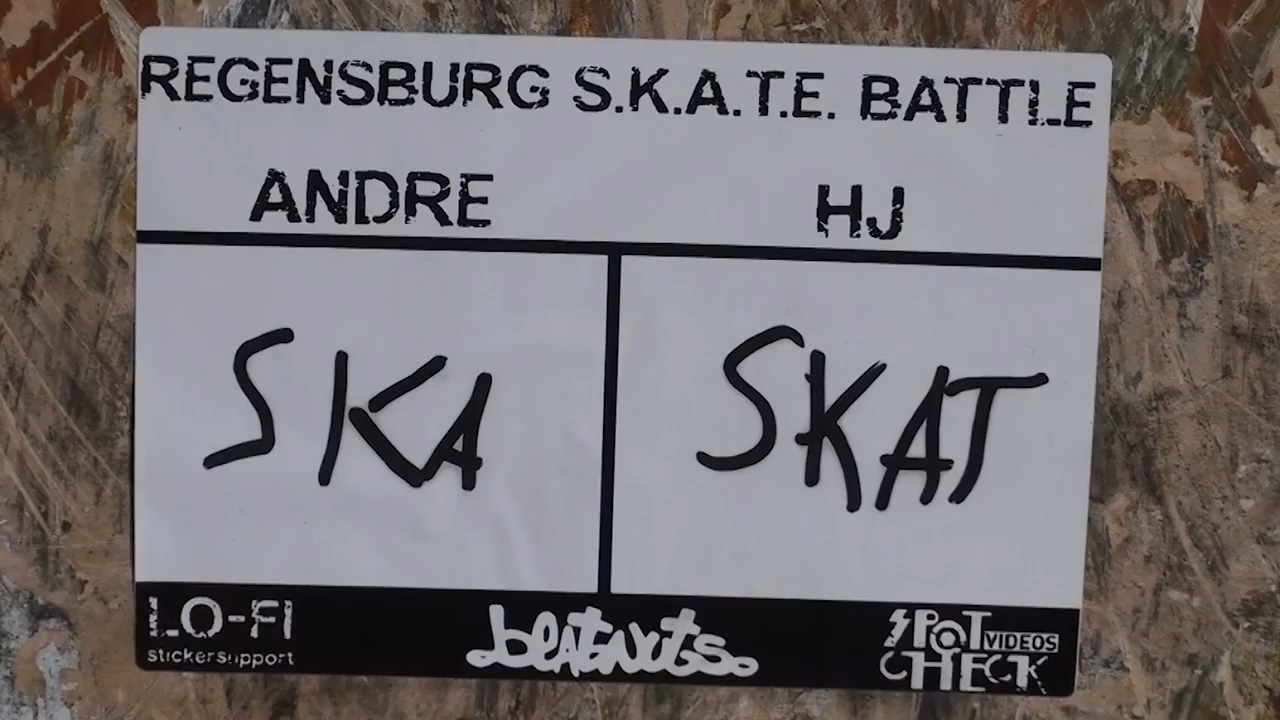 REGENSBURG S.K.A.T.E. BATTLE
ANDRE HJ
SKA SKAT
LO-FI
stickersupport
beatnuts.
SPOT VIDEOS
CHECK